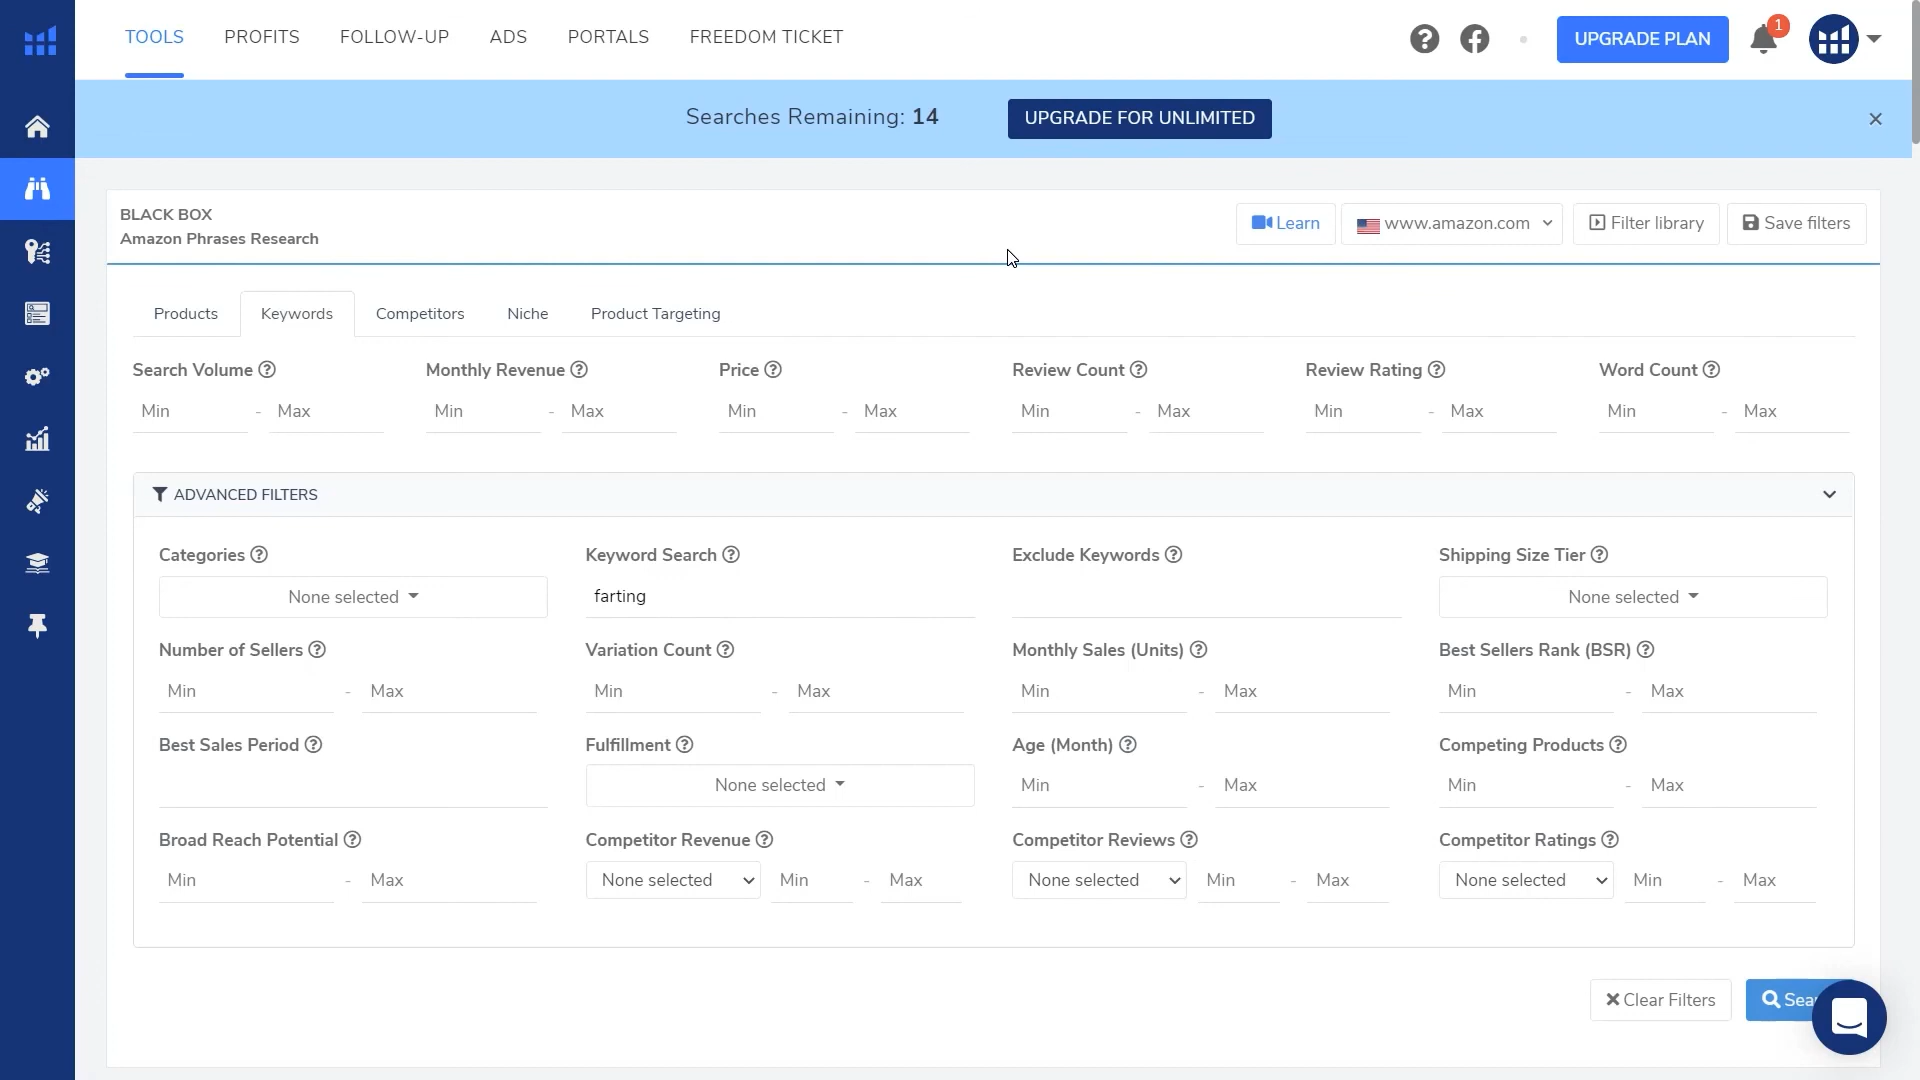 TOOLS PROFITS FOLLOW-UP ADS PORTALS FREEDOM TICKET UPGRADE PLAN 1
Searches Remaining: 14 UPGRADE FOR UNLIMITED
BLACK BOX
Amazon Phrases Research
Learn www.amazon.com Filter library Save filters
Products Keywords Competitors Niche Product Targeting
Search Volume Monthly Revenue Price Review Count Review Rating Word Count
Min - Max Min - Max Min - Max Min - Max Min - Max Min - Max
ADVANCED FILTERS
Categories Keyword Search Exclude Keywords Shipping Size Tier
None selected farting None selected
Number of Sellers Variation Count Monthly Sales (Units) Best Sellers Rank (BSR)
Min - Max Min - Max Min - Max Min - Max
Best Sales Period Fulfillment Age (Month) Competing Products
None selected Min - Max Min - Max
Broad Reach Potential Competitor Revenue Competitor Reviews Competitor Ratings
Min - Max None selected Min - Max None selected Min - Max None selected Min - Max
Clear Filters